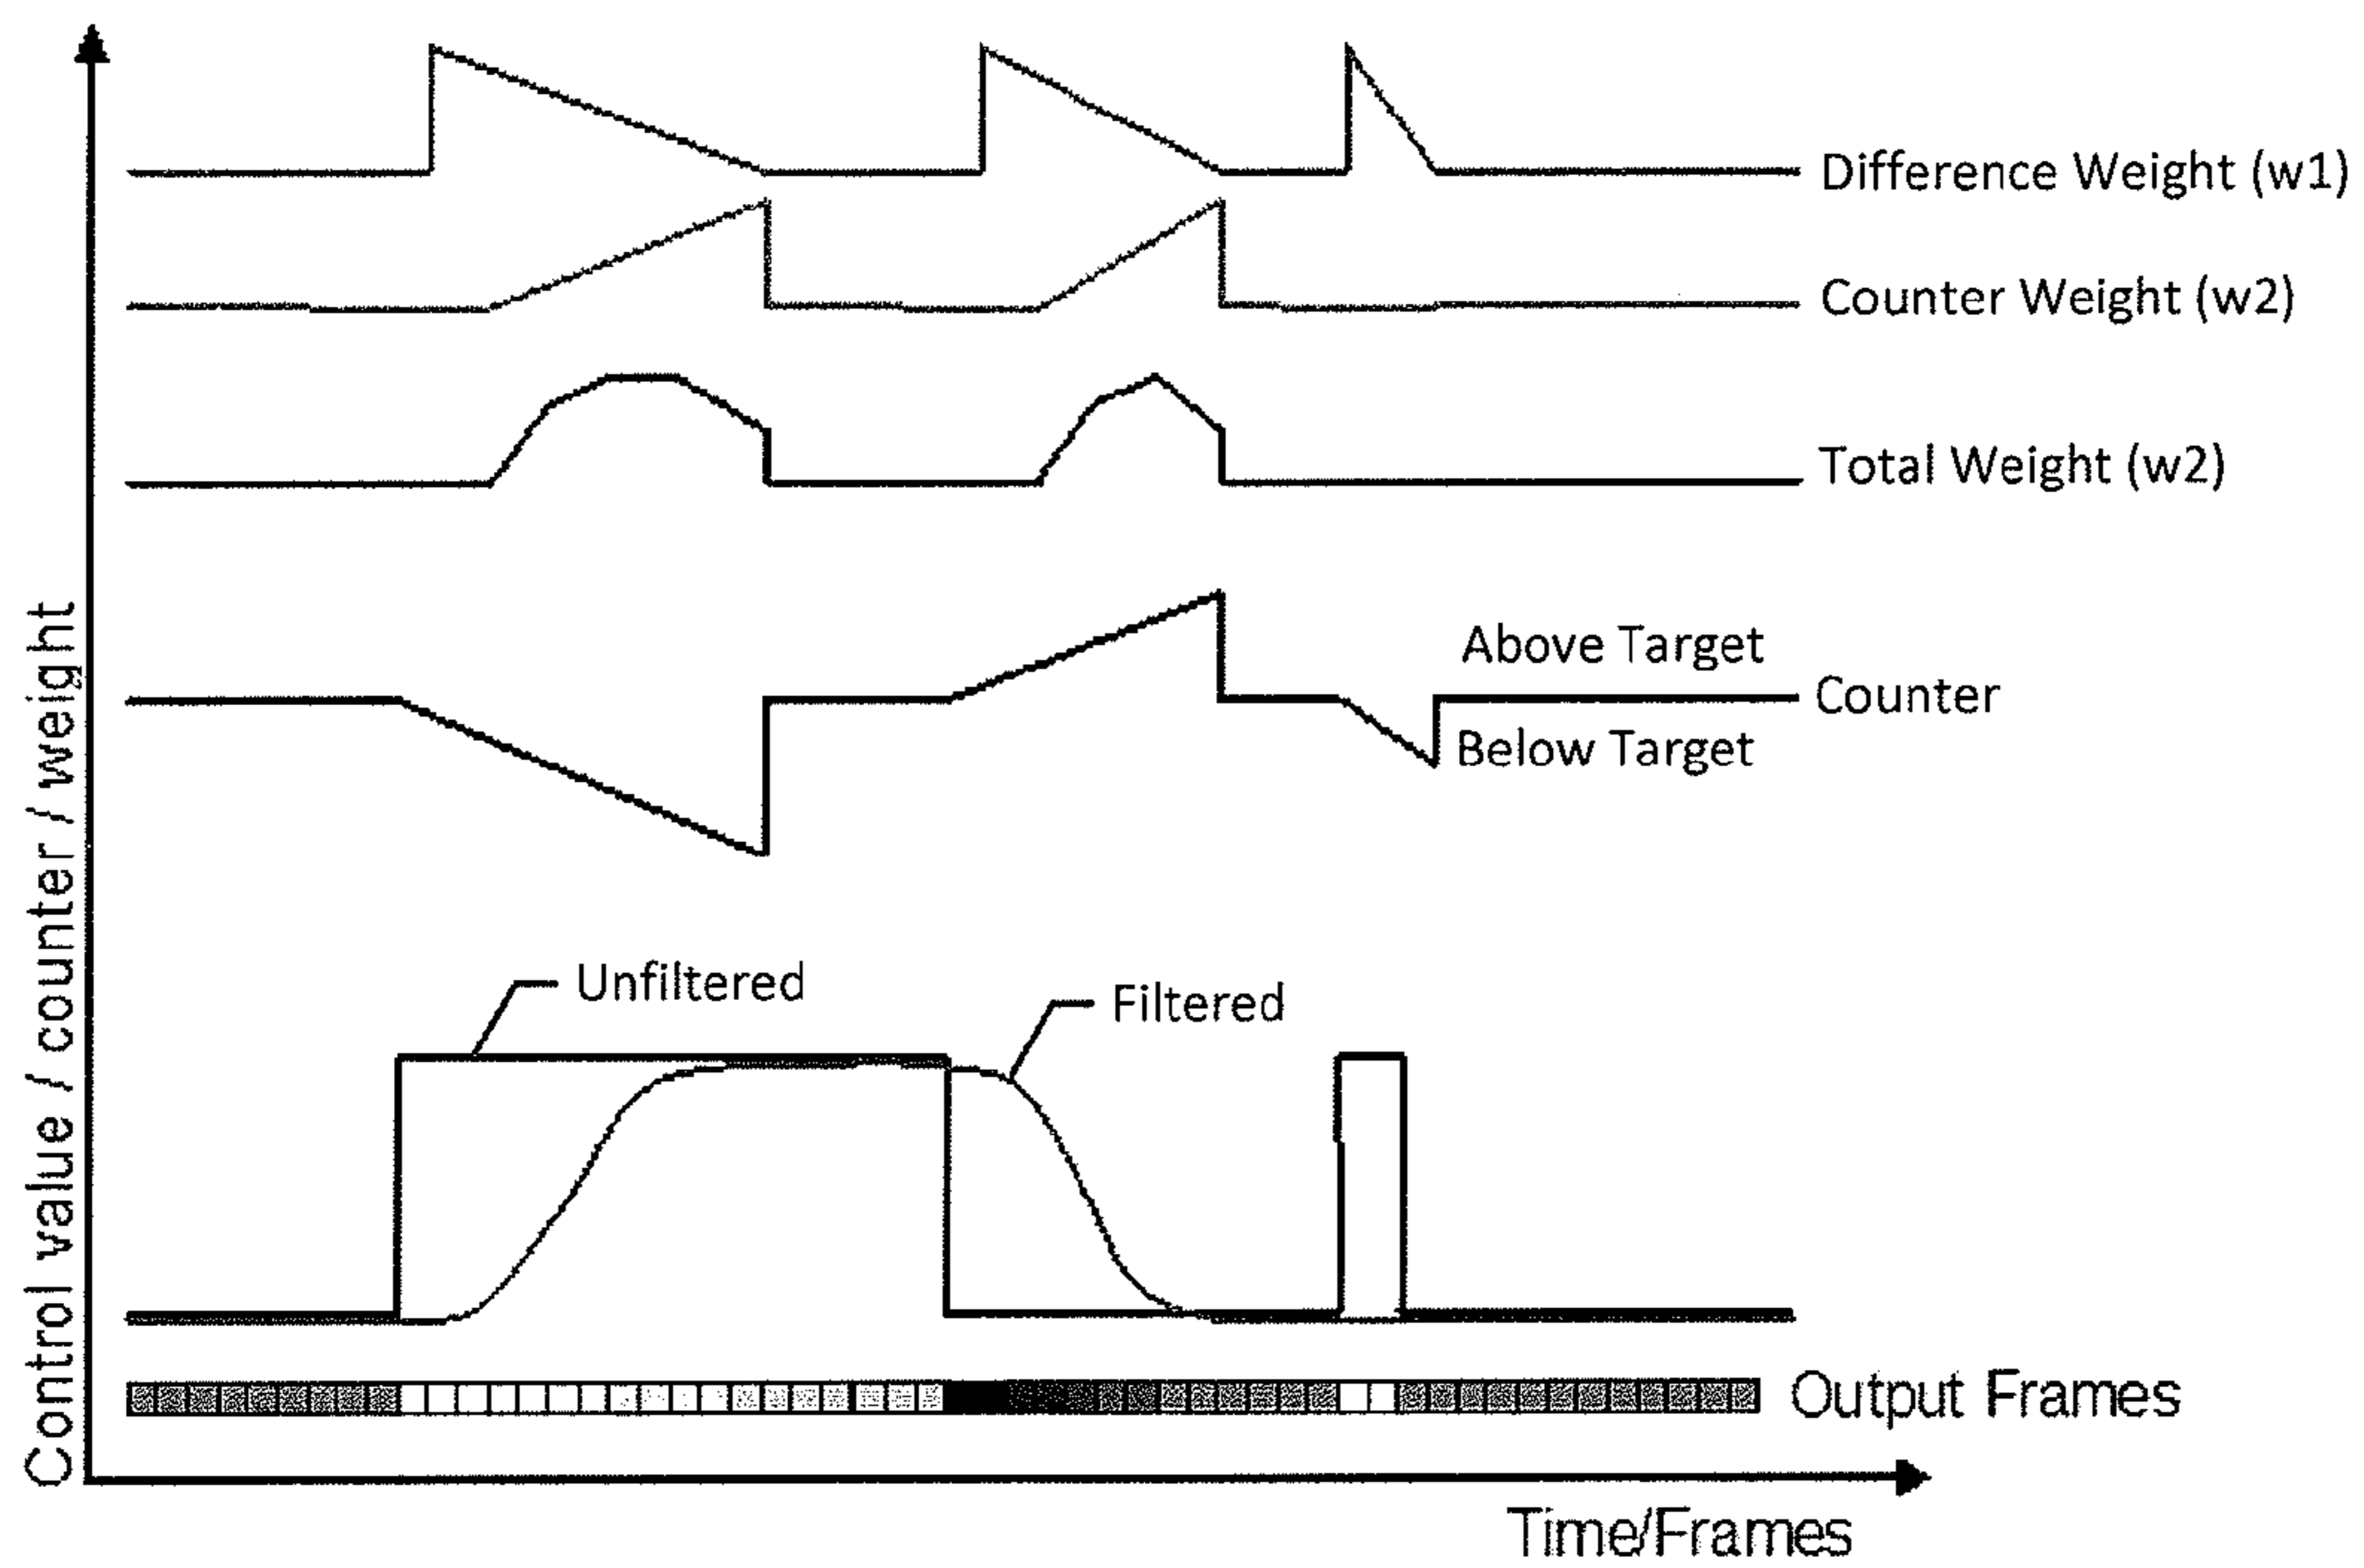 Difference Weight (w1)
Counter Weight (w2)
Total Weight (w2)
Above Target
Counter
Below Target
Control value / counter / weight
Unfiltered
Filtered
Output Frames
Time/Frames